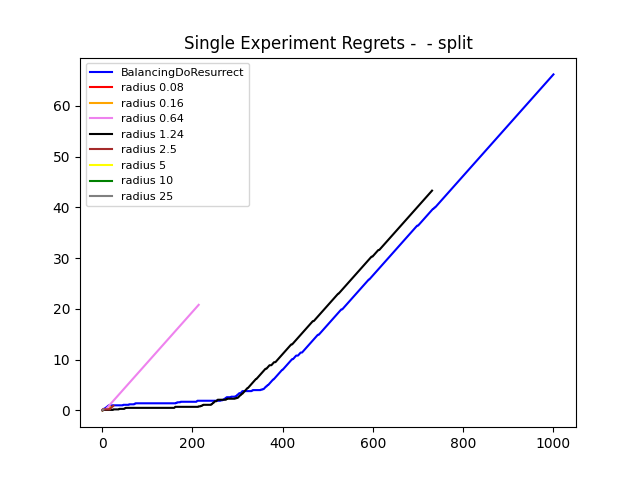 Single Experiment Regrets -  - split
BalancingDoResurrect
radius 0.08
radius 0.16
radius 0.64
radius 1.24
radius 2.5
radius 5
radius 10
radius 25
60
50
40
30
20
10
0
0 200 400 600 800 1000